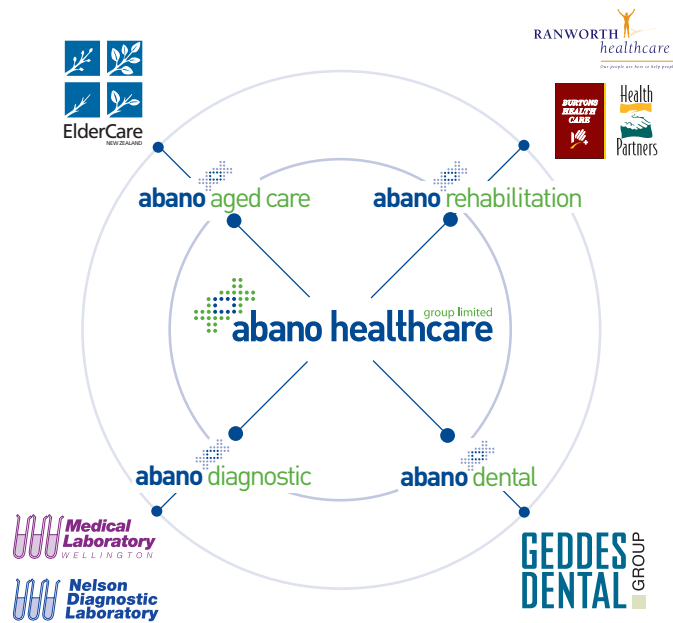 RANWORTH
healthcare
Our people are here to help people
BURTONS
HEALTH
CARE
Health
Partners
ElderCare
NEW ZEALAND
abano aged care
abano rehabilitation
group limited
abano healthcare
abano diagnostic
abano dental
Medical
Laboratory
WELLINGTON
Nelson
Diagnostic
Laboratory
GEDDES
DENTAL
GROUP